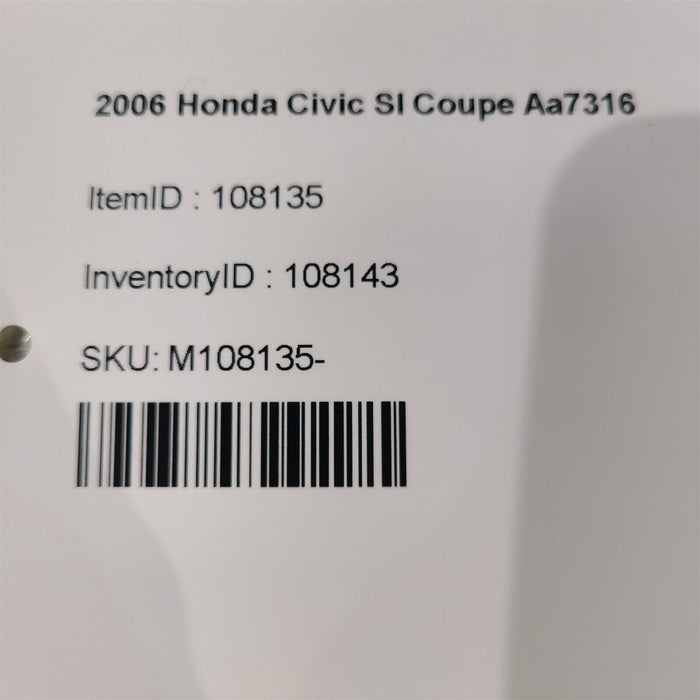 2006 Honda Civic SI Coupe Aa7316
ItemID : 108135
InventoryID : 108143
SKU: M108135-